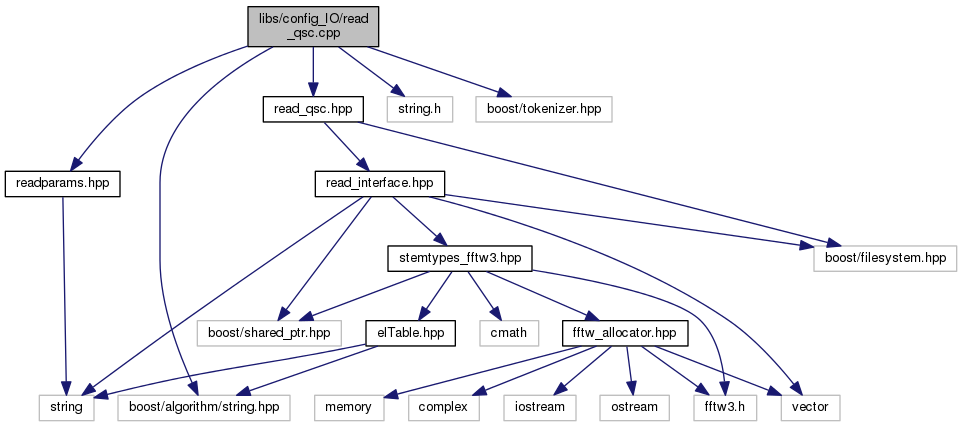 libs/config_IO/read
_qsc.cpp
read_qsc.hpp
string.h
boost/tokenizer.hpp
readparams.hpp
read_interface.hpp
stemtypes_fftw3.hpp
boost/filesystem.hpp
boost/shared_ptr.hpp
elTable.hpp
cmath
fftw_allocator.hpp
string
boost/algorithm/string.hpp
memory
complex
iostream
ostream
fftw3.h
vector